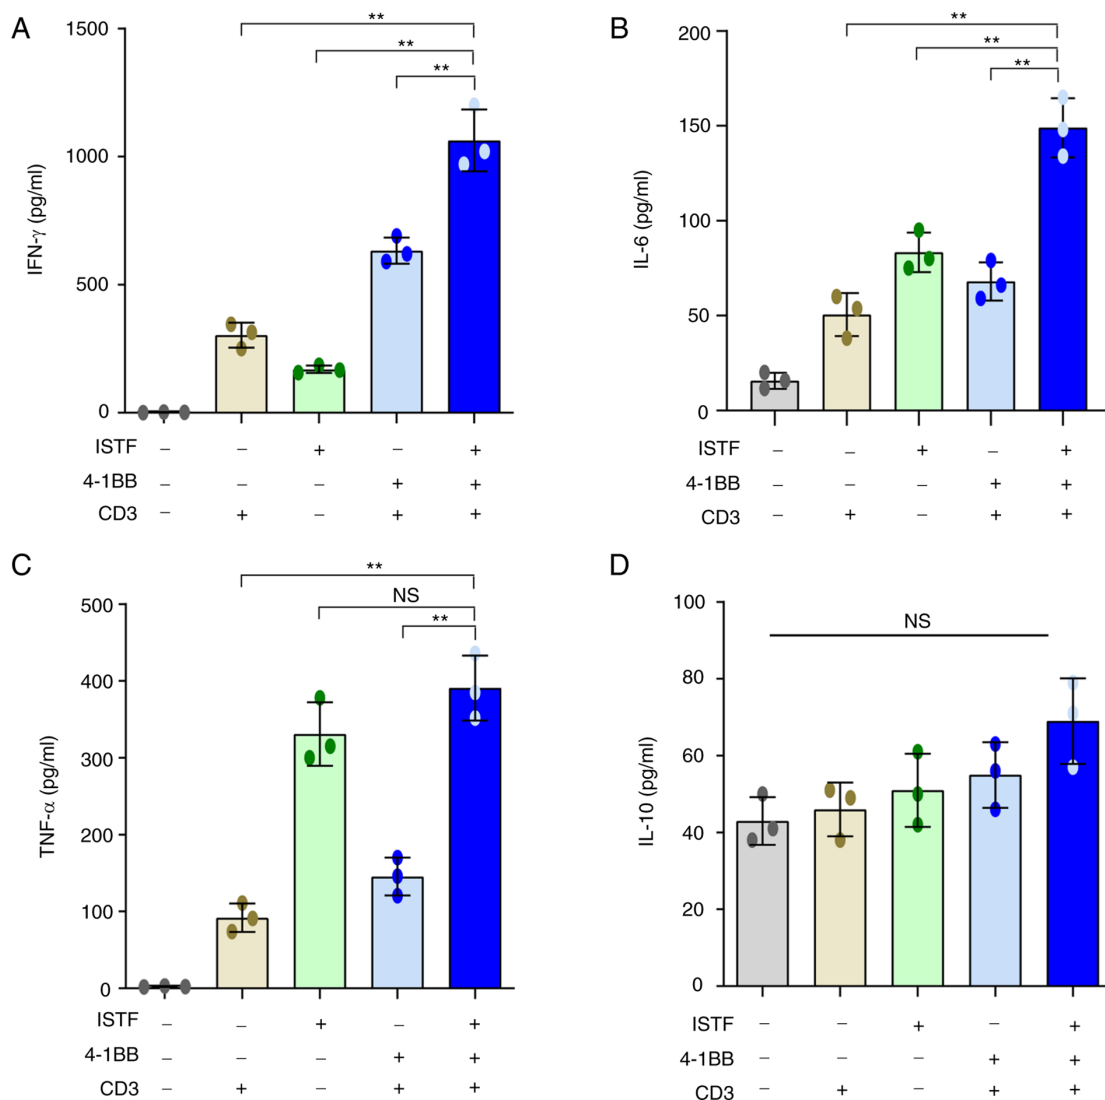 A
IFN-γ (pg/ml)
1500
1000
500
0
**
**
**
ISTF – – + – +
4-1BB – – – + +
CD3 – + – + +
B
IL-6 (pg/ml)
200
150
100
50
0
**
**
**
ISTF – – + – +
4-1BB – – – + +
CD3 – + – + +
C
TNF-α (pg/ml)
500
400
300
200
100
0
**
NS
**
ISTF – – + – +
4-1BB – – – + +
CD3 – + – + +
D
IL-10 (pg/ml)
100
80
60
40
20
0
NS
ISTF – – + – +
4-1BB – – – + +
CD3 – + – + +